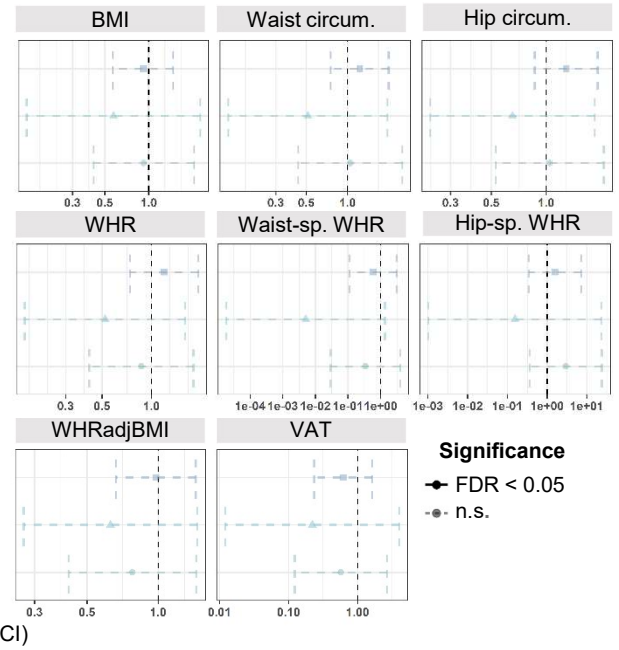 BMI Waist circum. Hip circum.
0.3 0.5 1.0 0.3 0.5 1.0 0.3 0.5 1.0
WHR Waist-sp. WHR Hip-sp. WHR
0.3 0.5 1.0 1e-04 1e-03 1e-02 1e-01 1e+00 1e-03 1e-02 1e-01 1e+00 1e+01
WHRadjBMI VAT
Significance
FDR < 0.05
n.s.
0.3 0.5 1.0 0.01 0.10 1.00
CI)